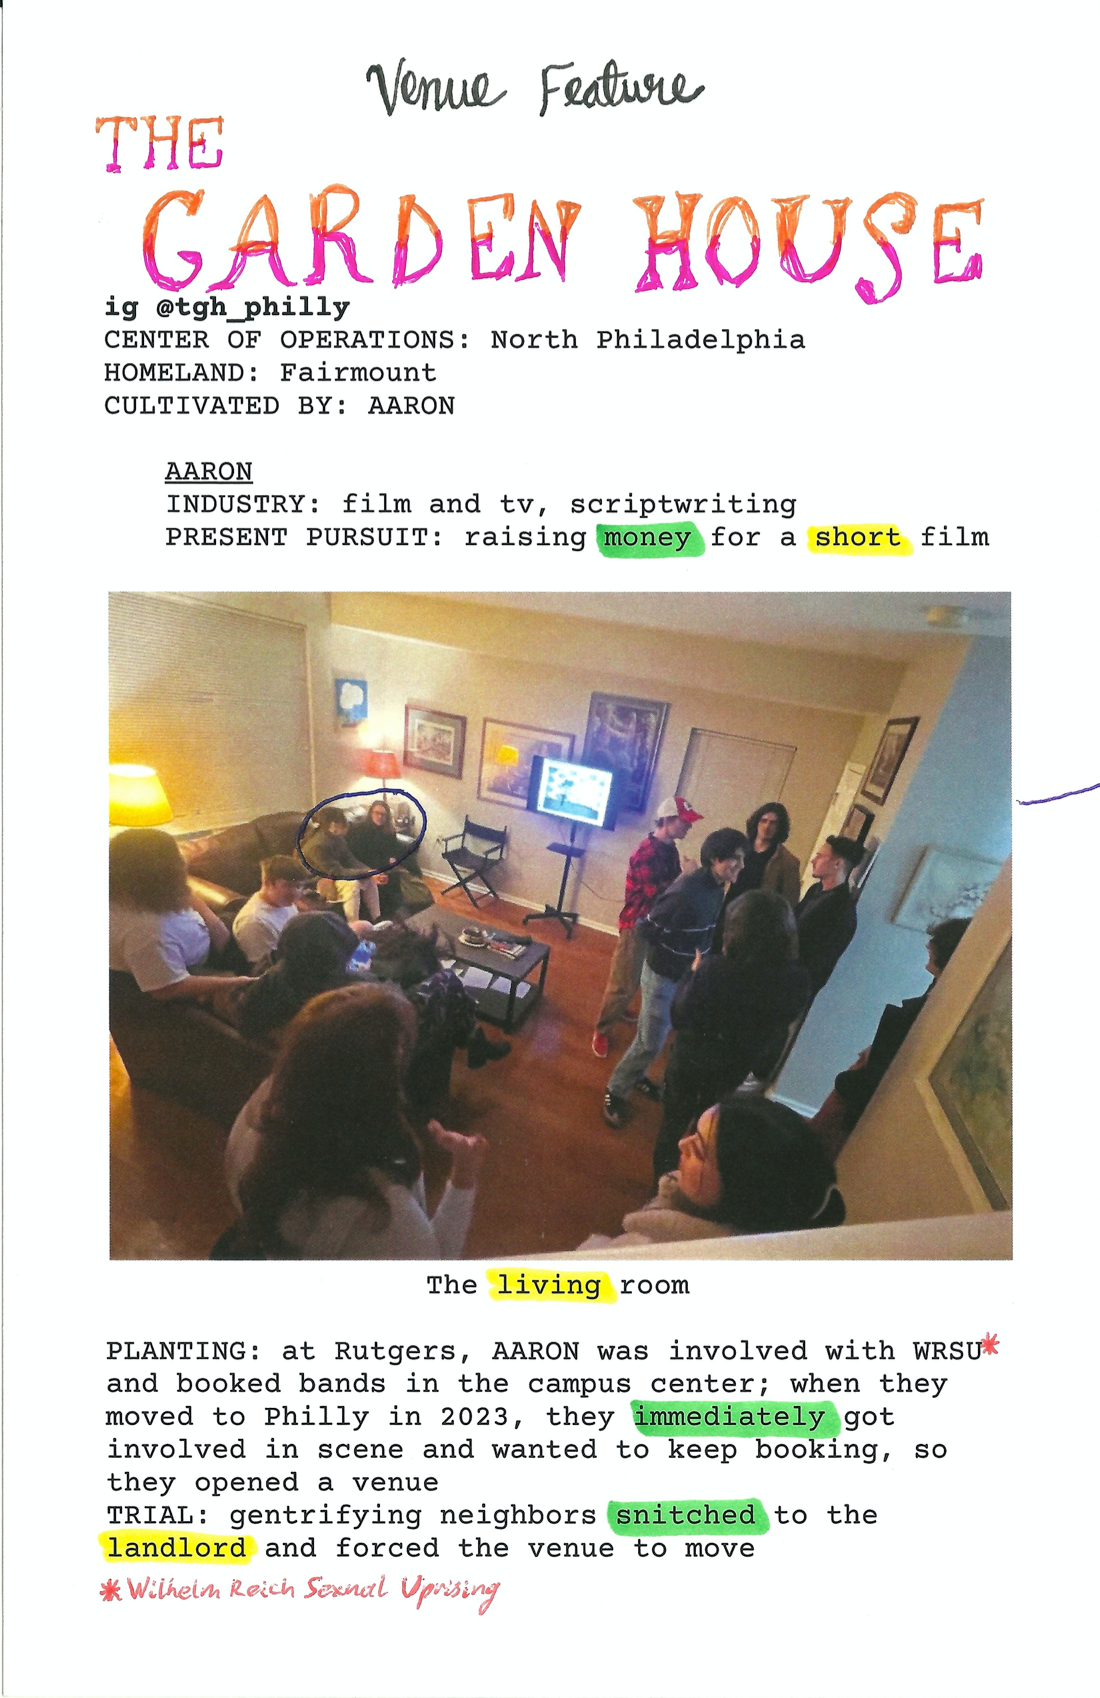 Venue Feature
THE
GARDEN HOUSE
ig @tgh_philly
CENTER OF OPERATIONS: North Philadelphia
HOMELAND: Fairmount
CULTIVATED BY: AARON
AARON
INDUSTRY: film and tv, scriptwriting
PRESENT PURSUIT: raising money for a short film
The living room
PLANTING: at Rutgers, AARON was involved with WRSU*
and booked bands in the campus center; when they
moved to Philly in 2023, they immediately got
involved in scene and wanted to keep booking, so
they opened a venue
TRIAL: gentrifying neighbors snitched to the
landlord and forced the venue to move
*Wilhelm Reich Sexual Uprising